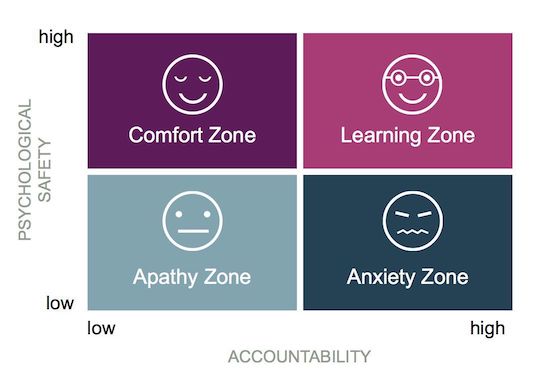 high
PSYCHOLOGICAL
SAFETY
Comfort Zone
Learning Zone
Apathy Zone
Anxiety Zone
low
low
high
ACCOUNTABILITY